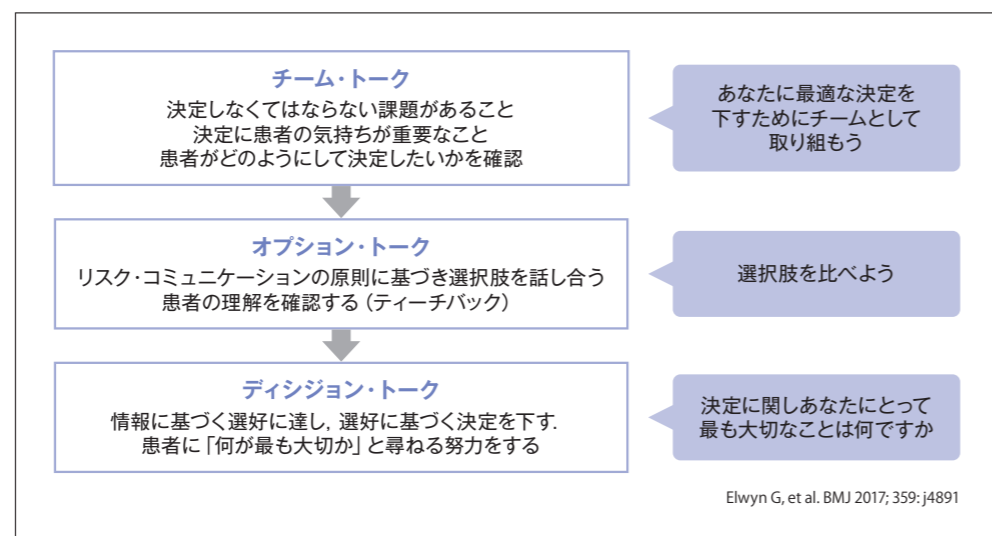 チーム・トーク
決定しなくてはならない課題があること
決定に患者の気持ちが重要なこと
患者がどのようにして決定したいかを確認
あなたに最適な決定を
下すためにチームとして
取り組もう
オプション・トーク
リスク・コミュニケーションの原則に基づき選択肢を話し合う
患者の理解を確認する（ティーチバック）
選択肢を比べよう
ディシジョン・トーク
情報に基づく選好に達し，選好に基づく決定を下す．
患者に「何が最も大切か」と尋ねる努力をする
決定に関しあなたにとって
最も大切なことは何ですか
Elwyn G, et al. BMJ 2017; 359: j4891